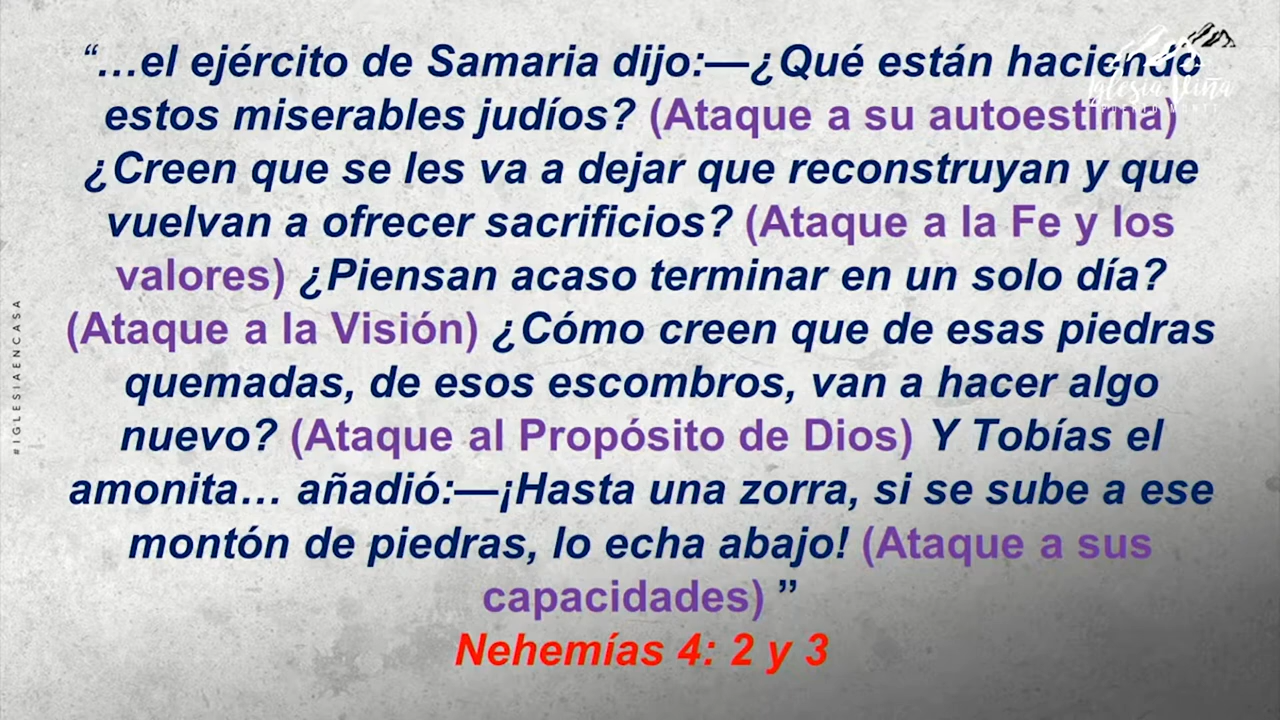 “…el ejército de Samaria dijo:—¿Qué están haciendo
estos miserables judíos? (Ataque a su autoestima)
¿Creen que se les va a dejar que reconstruyan y que
vuelvan a ofrecer sacrificios? (Ataque a la Fe y los
valores) ¿Piensan acaso terminar en un solo día?
(Ataque a la Visión) ¿Cómo creen que de esas piedras
quemadas, de esos escombros, van a hacer algo
nuevo? (Ataque al Propósito de Dios) Y Tobías el
amonita… añadió:—¡Hasta una zorra, si se sube a ese
montón de piedras, lo echa abajo! (Ataque a sus
capacidades) ”
Nehemías 4: 2 y 3
Iglesia Viña
PUERTO MONTT
#IGLESIAENCASA